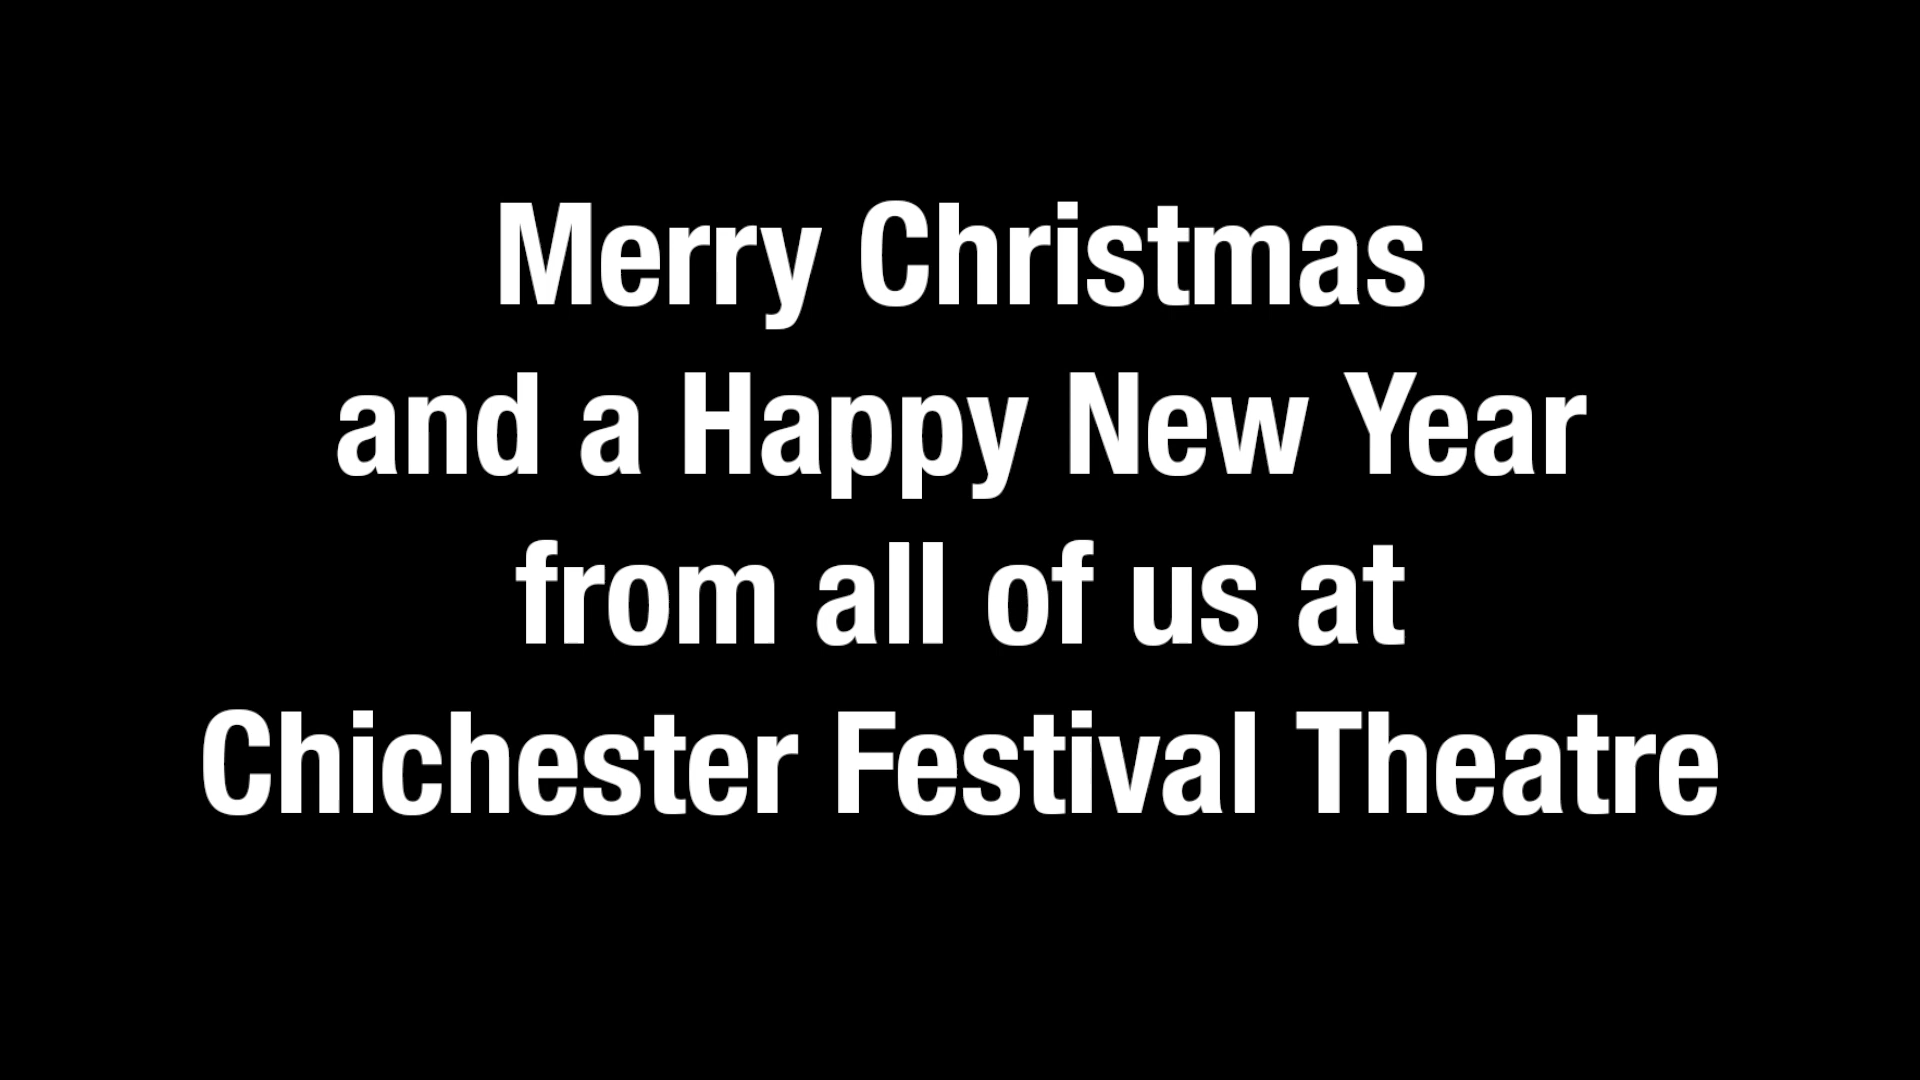 Merry Christmas
and a Happy New Year
from all of us at
Chichester Festival Theatre